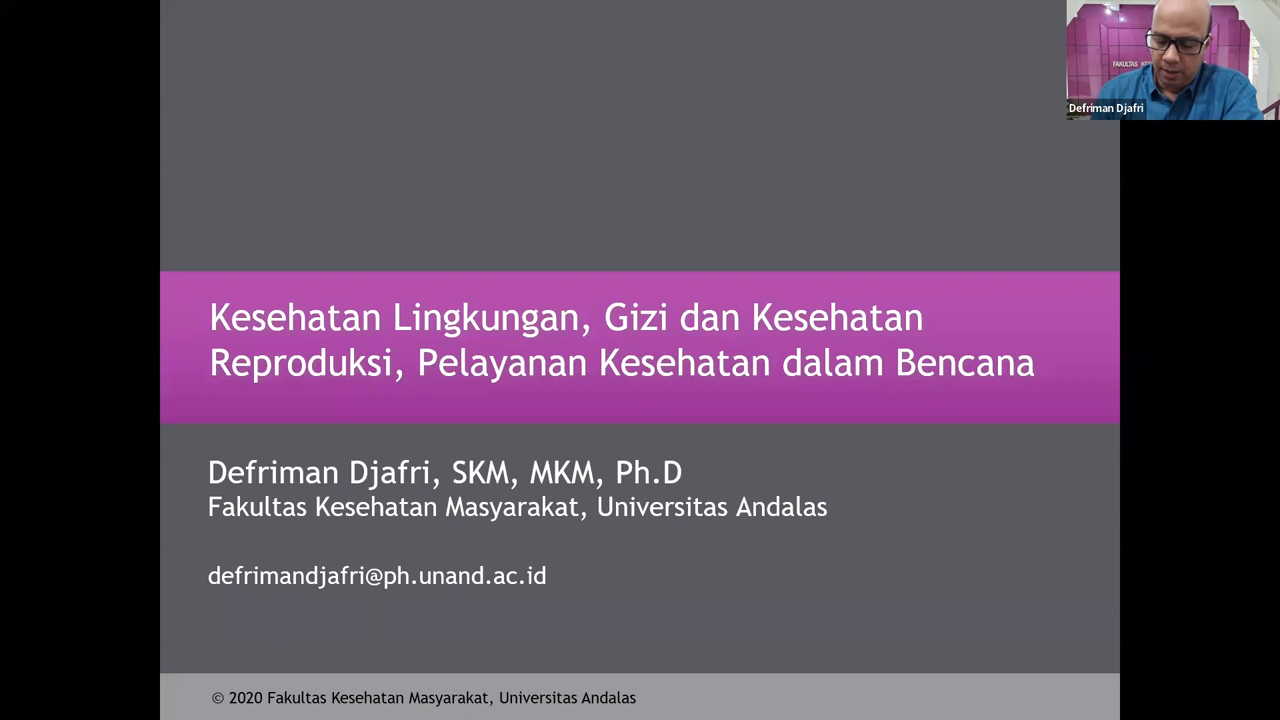 FAKULTAS
Defriman Djafri
Kesehatan Lingkungan, Gizi dan Kesehatan
Reproduksi, Pelayanan Kesehatan dalam Bencana
Defriman Djafri, SKM, MKM, Ph.D
Fakultas Kesehatan Masyarakat, Universitas Andalas
defrimandjafri@ph.unand.ac.id
© 2020 Fakultas Kesehatan Masyarakat, Universitas Andalas